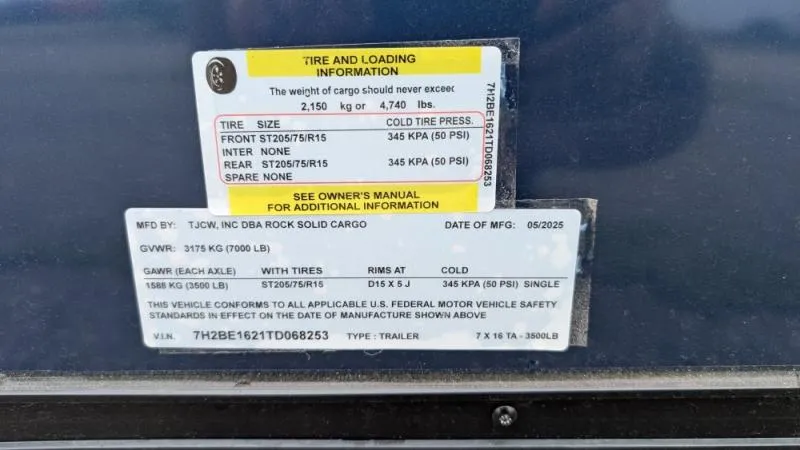 TIRE AND LOADING
INFORMATION
The weight of cargo should never exceed
2,150 kg or 4,740 lbs.
TIRE SIZE COLD TIRE PRESS.
FRONT ST205/75/R15 345 KPA (50 PSI)
INTER NONE
REAR ST205/75/R15 345 KPA (50 PSI)
SPARE NONE
SEE OWNER'S MANUAL
FOR ADDITIONAL INFORMATION
7H2BE1621TD068253
MFD BY: TJCW, INC DBA ROCK SOLID CARGO DATE OF MFG: 05/2025
GVWR: 3175 KG (7000 LB)
GAWR (EACH AXLE) WITH TIRES RIMS AT COLD
1588 KG (3500 LB) ST205/75/R15 D15 X 5 J 345 KPA (50 PSI) SINGLE
THIS VEHICLE CONFORMS TO ALL APPLICABLE U.S. FEDERAL MOTOR VEHICLE SAFETY
STANDARDS IN EFFECT ON THE DATE OF MANUFACTURE SHOWN ABOVE
V.I.N. 7H2BE1621TD068253 TYPE : TRAILER 7 X 16 TA - 3500LB